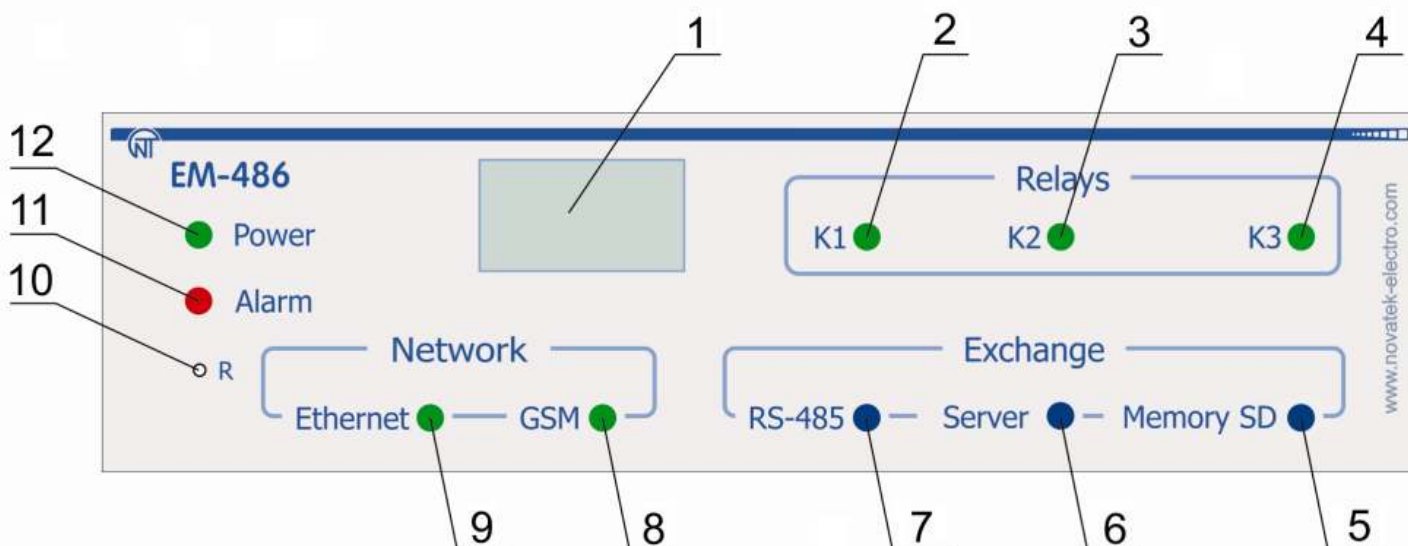 1
2
3
4
12
NT
EM-486
Relays
11
Power
K1
K2
K3
10
Alarm
R
Network
Exchange
Ethernet
GSM
RS-485
Server
Memory SD
www.novatek-electro.com
9
8
7
6
5